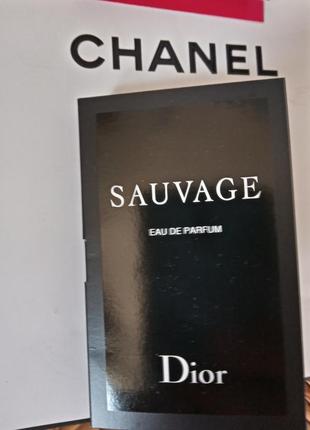 CHANEL
SAUVAGE
EAU DE PARFUM
Dior